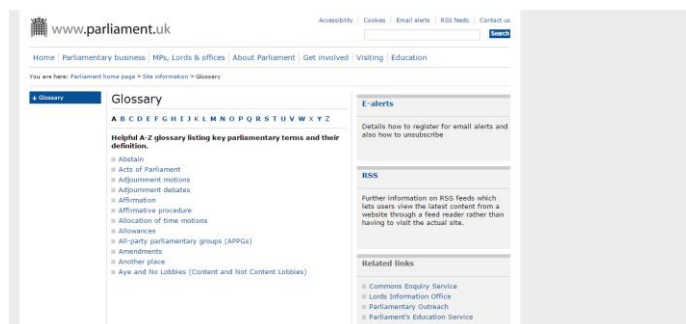 Accessibility Cookies Email alerts RSS feeds Contact us
www.parliament.uk
Search
Home Parliamentary business MPs, Lords & offices About Parliament Get involved Visiting Education
You are here: Parliament home page > Site information > Glossary
Glossary
Glossary
A B C D E F G H I J K L M N O P Q R S T U V W X Y Z
Helpful A-Z glossary listing key parliamentary terms and their
definition.
Abstain
Acts of Parliament
Adjournment motions
Adjournment debates
Affirmation
Affirmative procedure
Allocation of time motions
Allowances
All-party parliamentary groups (APPGs)
Amendments
Another place
Aye and No Lobbies (Content and Not Content Lobbies)
E-alerts
Details how to register for email alerts and
also how to unsubscribe
RSS
Further information on RSS feeds which
lets users view the latest content from a
website through a feed reader rather than
having to visit the actual site.
Related links
Commons Enquiry Service
Lords Information Office
Parliamentary Outreach
Parliament's Education Service